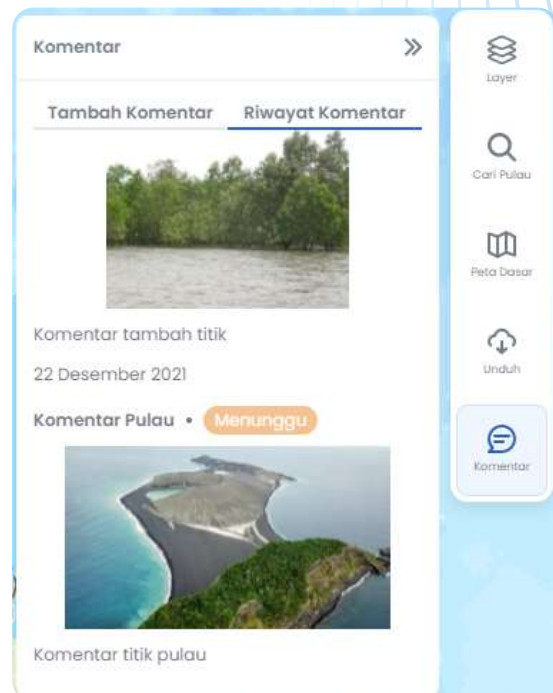 Komentar
Tambah Komentar Riwayat Komentar
Komentar tambah titik
22 Desember 2021
Komentar Pulau • Menunggu
Komentar titik pulau
Layer
Cari Pulau
Peta Dasar
Unduh
Komentar